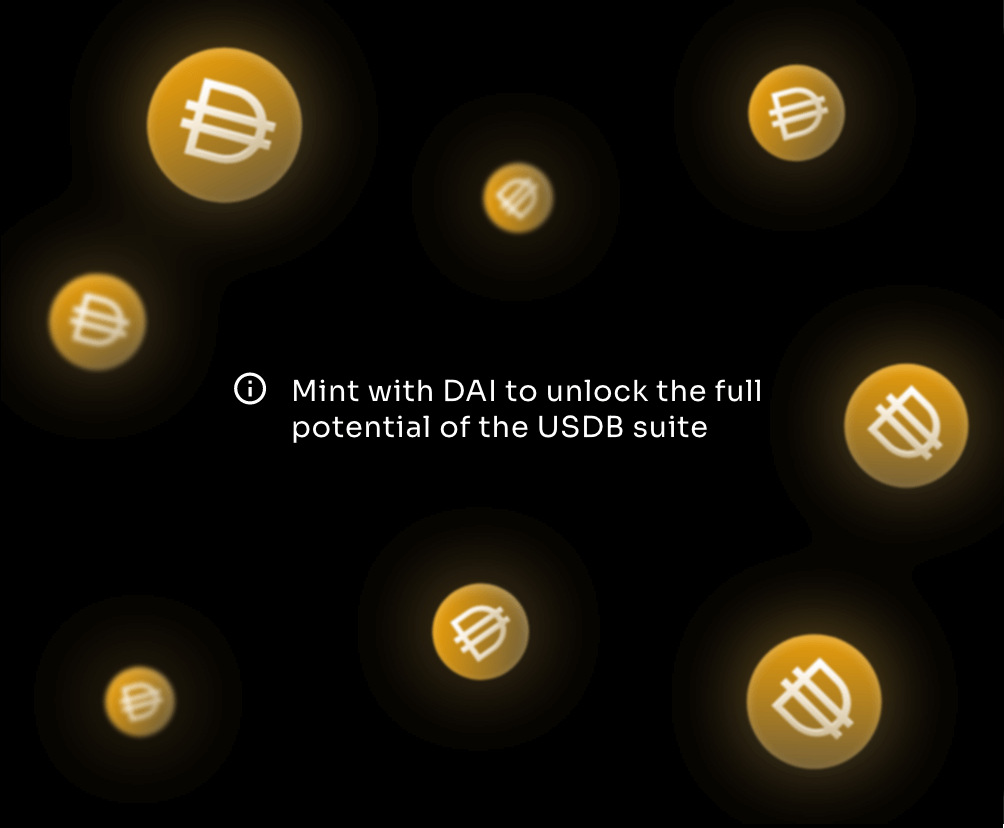 Mint with DAI to unlock the full
potential of the USDB suite